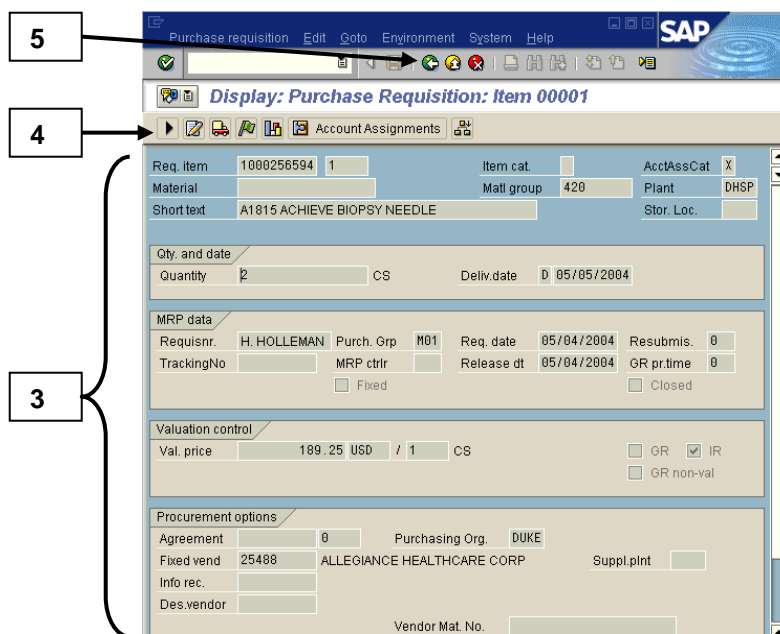 5
Purchase requisition Edit Goto Environment System Help
SAP
Display: Purchase Requisition: Item 00001
4
Account Assignments
Req. item 1000256594 1 Item cat. AcctAssCat X
Material Matl group 420 Plant DHSP
Short text A1815 ACHIEVE BIOPSY NEEDLE Stor. Loc.
Qty. and date
Quantity 2 CS Deliv.date D 05/05/2004
MRP data
Requisnr. H. HOLLEMAN Purch. Grp M01 Req. date 05/04/2004 Resubmis. 0
TrackingNo MRP ctrlr Release dt 05/04/2004 GR pr.time 0
Fixed Closed
3
Valuation control
Val. price 189.25 USD / 1 CS GR IR
GR non-val
Procurement options
Agreement 0 Purchasing Org. DUKE
Fixed vend 25488 ALLEGIANCE HEALTHCARE CORP Suppl.plnt
Info rec.
Des.vendor
Vendor Mat. No.